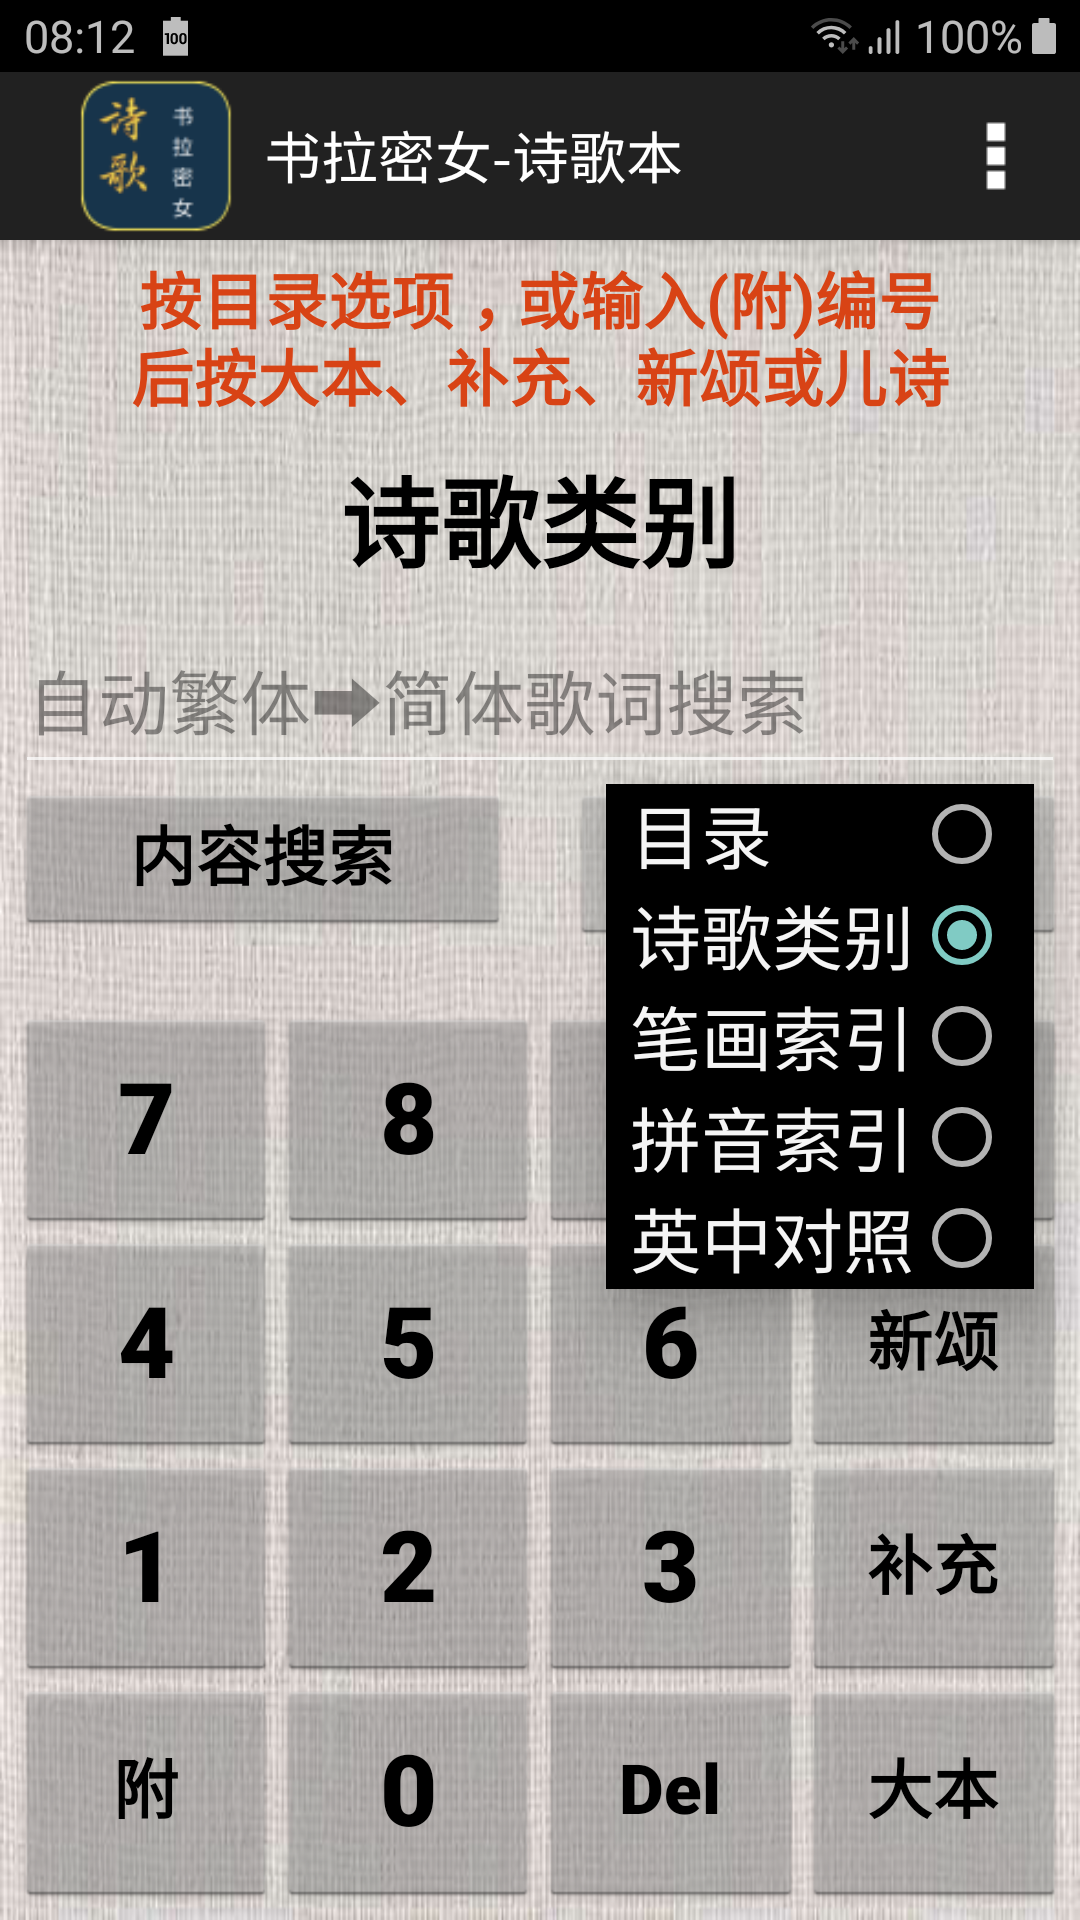 08:12
100
100%
诗歌
书拉密女
书拉密女-诗歌本
按目录选项，或输入(附)编号
后按大本、补充、新颂或儿诗
诗歌类别
自动繁体➡简体歌词搜索
内容搜索
目录
诗歌类别
笔画索引
拼音索引
英中对照
7
8
4
5
6
新颂
1
2
3
补充
附
0
Del
大本